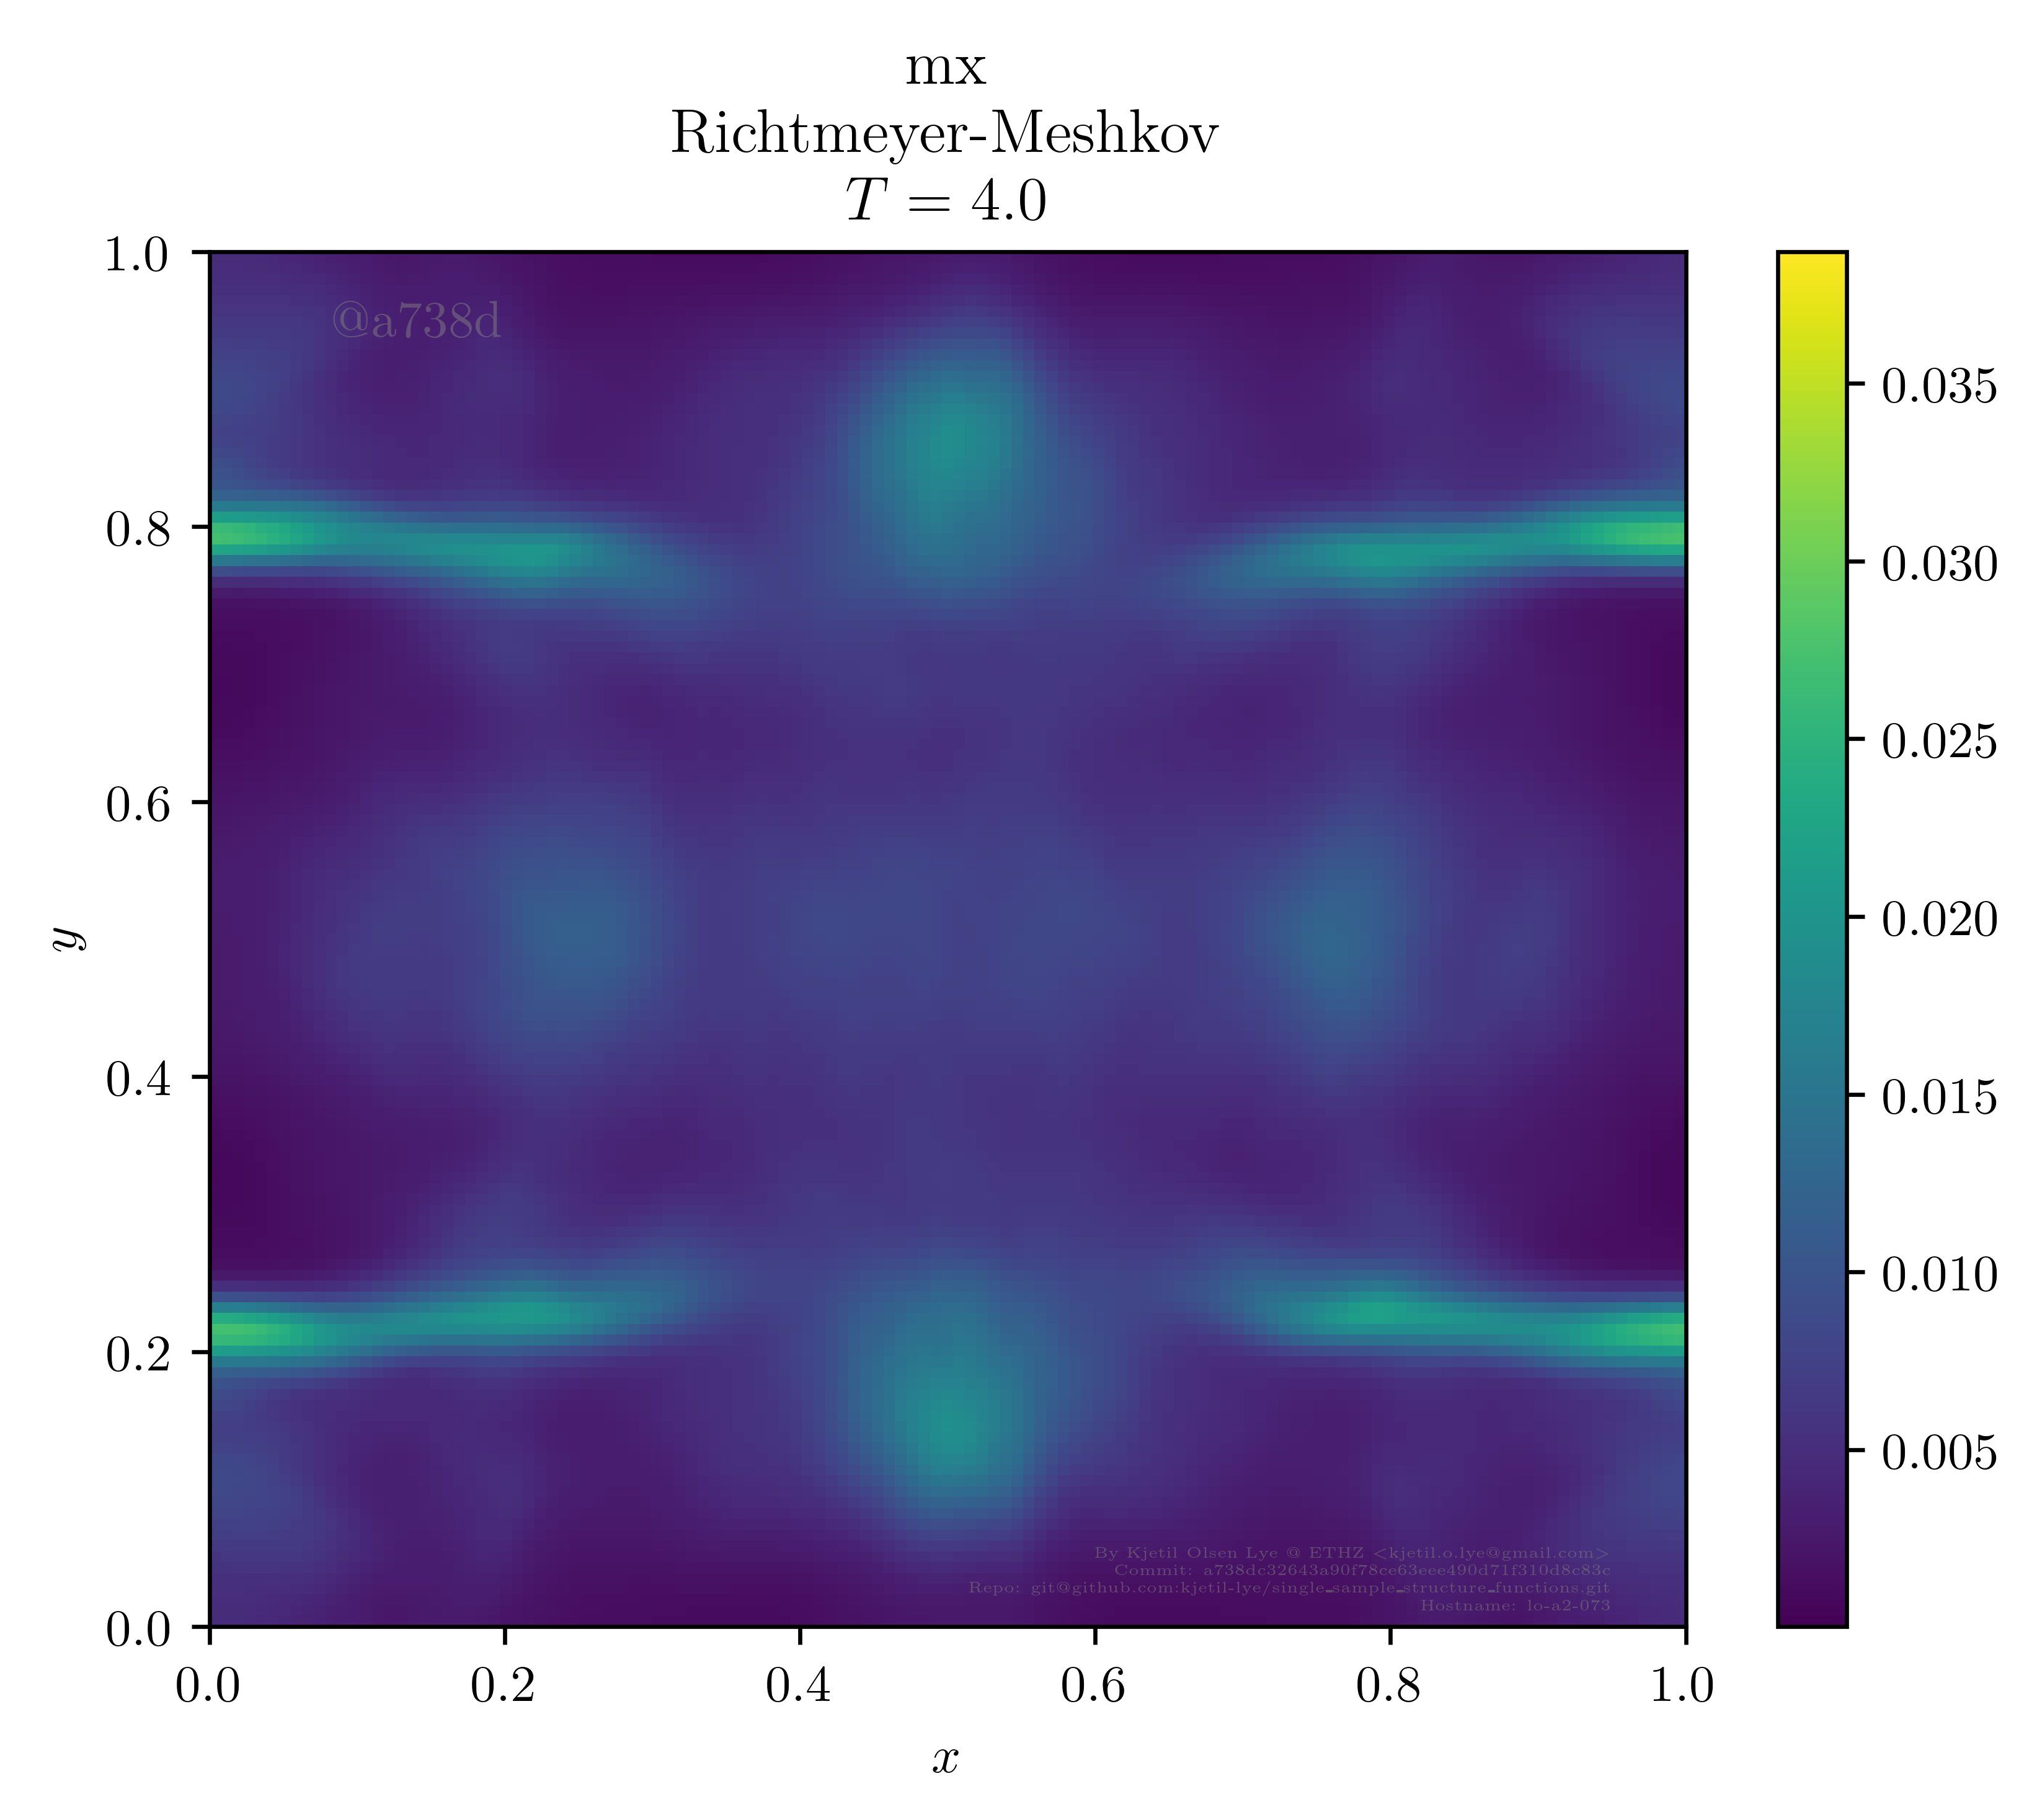 mx
Richtmeyer-Meshkov
T = 4.0
1.0
0.8
0.6
0.4
0.2
0.0
y
@a738d
By Kjetil Olsen Lye @ ETHZ <kjetil.o.lye@gmail.com>
Commit: a738dc32643a90f78ce63eee490d71f310d8c83c
Repo: git@github.com:kjetil-lye/single_sample_structure_functions.git
Hostname: lo-a2-073
0.0 0.2 0.4 0.6 0.8 1.0
x
0.035
0.030
0.025
0.020
0.015
0.010
0.005